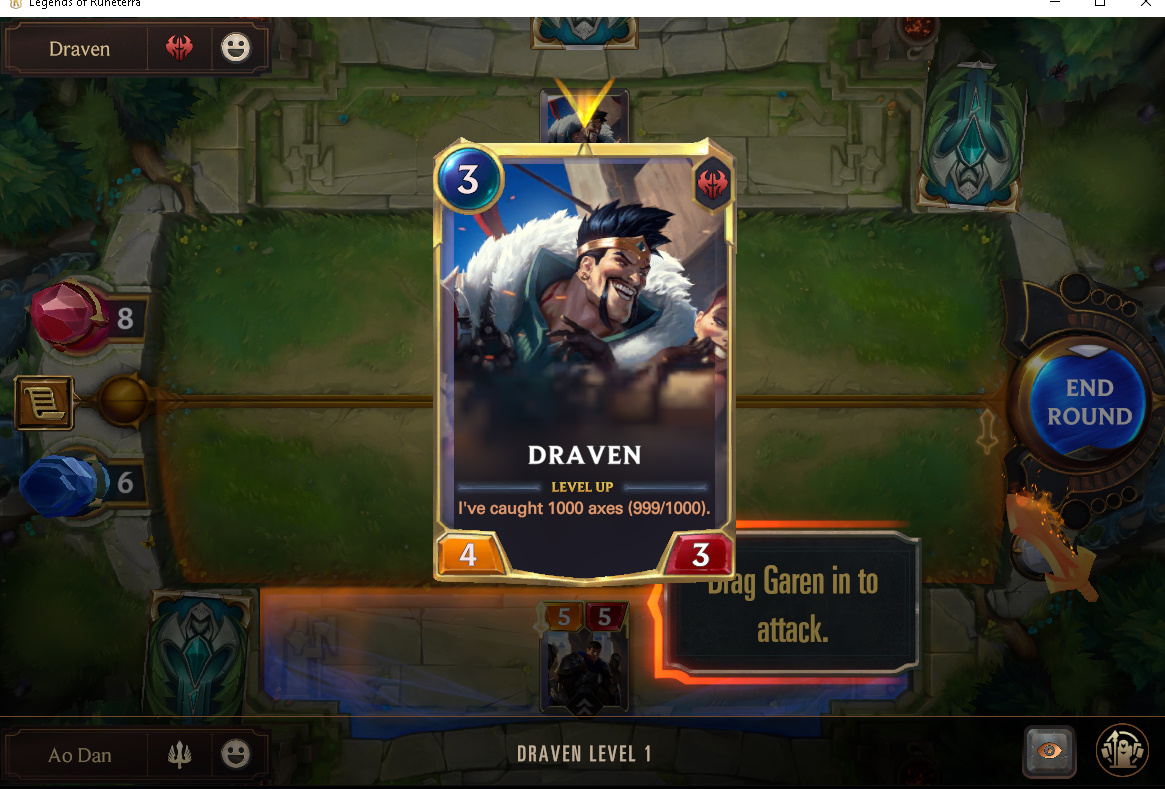 Legends of Runeterra
Draven
3
8
END
ROUND
6
DRAVEN
LEVEL UP
I've caught 1000 axes (999/1000).
4
3
Drag Garen in to
attack.
5 5
Ao Dan
DRAVEN LEVEL 1